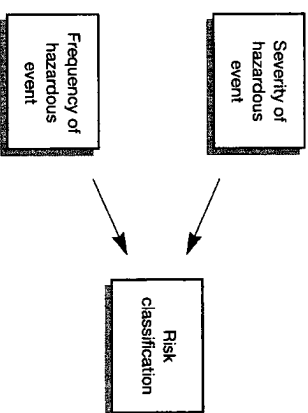 Severity of
hazardous
event
Frequency of
hazardous
event
Risk
classification